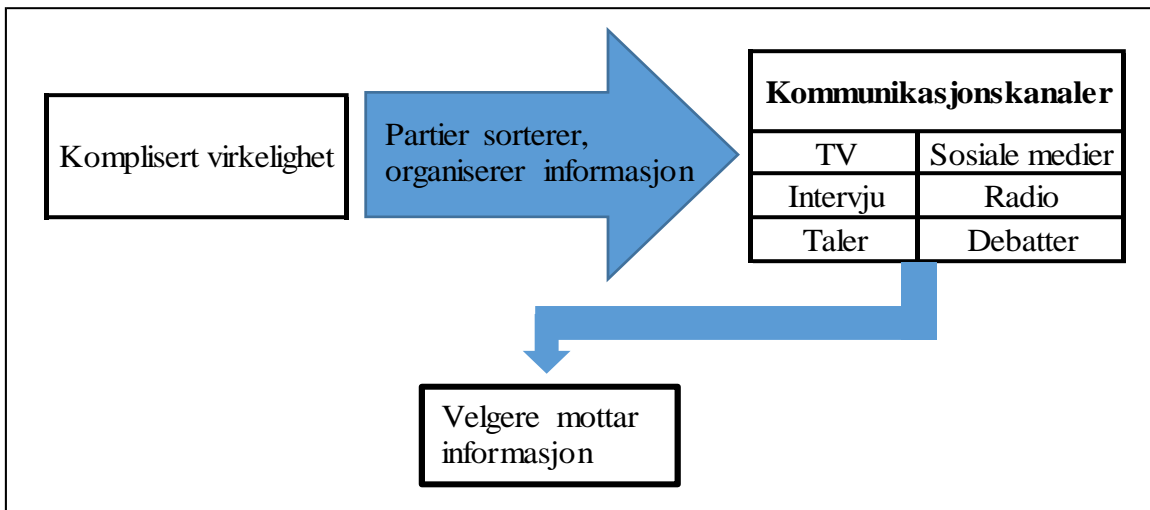 Komplisert virkelighet
Partier sorterer,
organiserer informasjon
Kommunikasjonskanaler
TV
Sosiale medier
Intervju
Radio
Taler
Debatter
Velgere mottar
informasjon